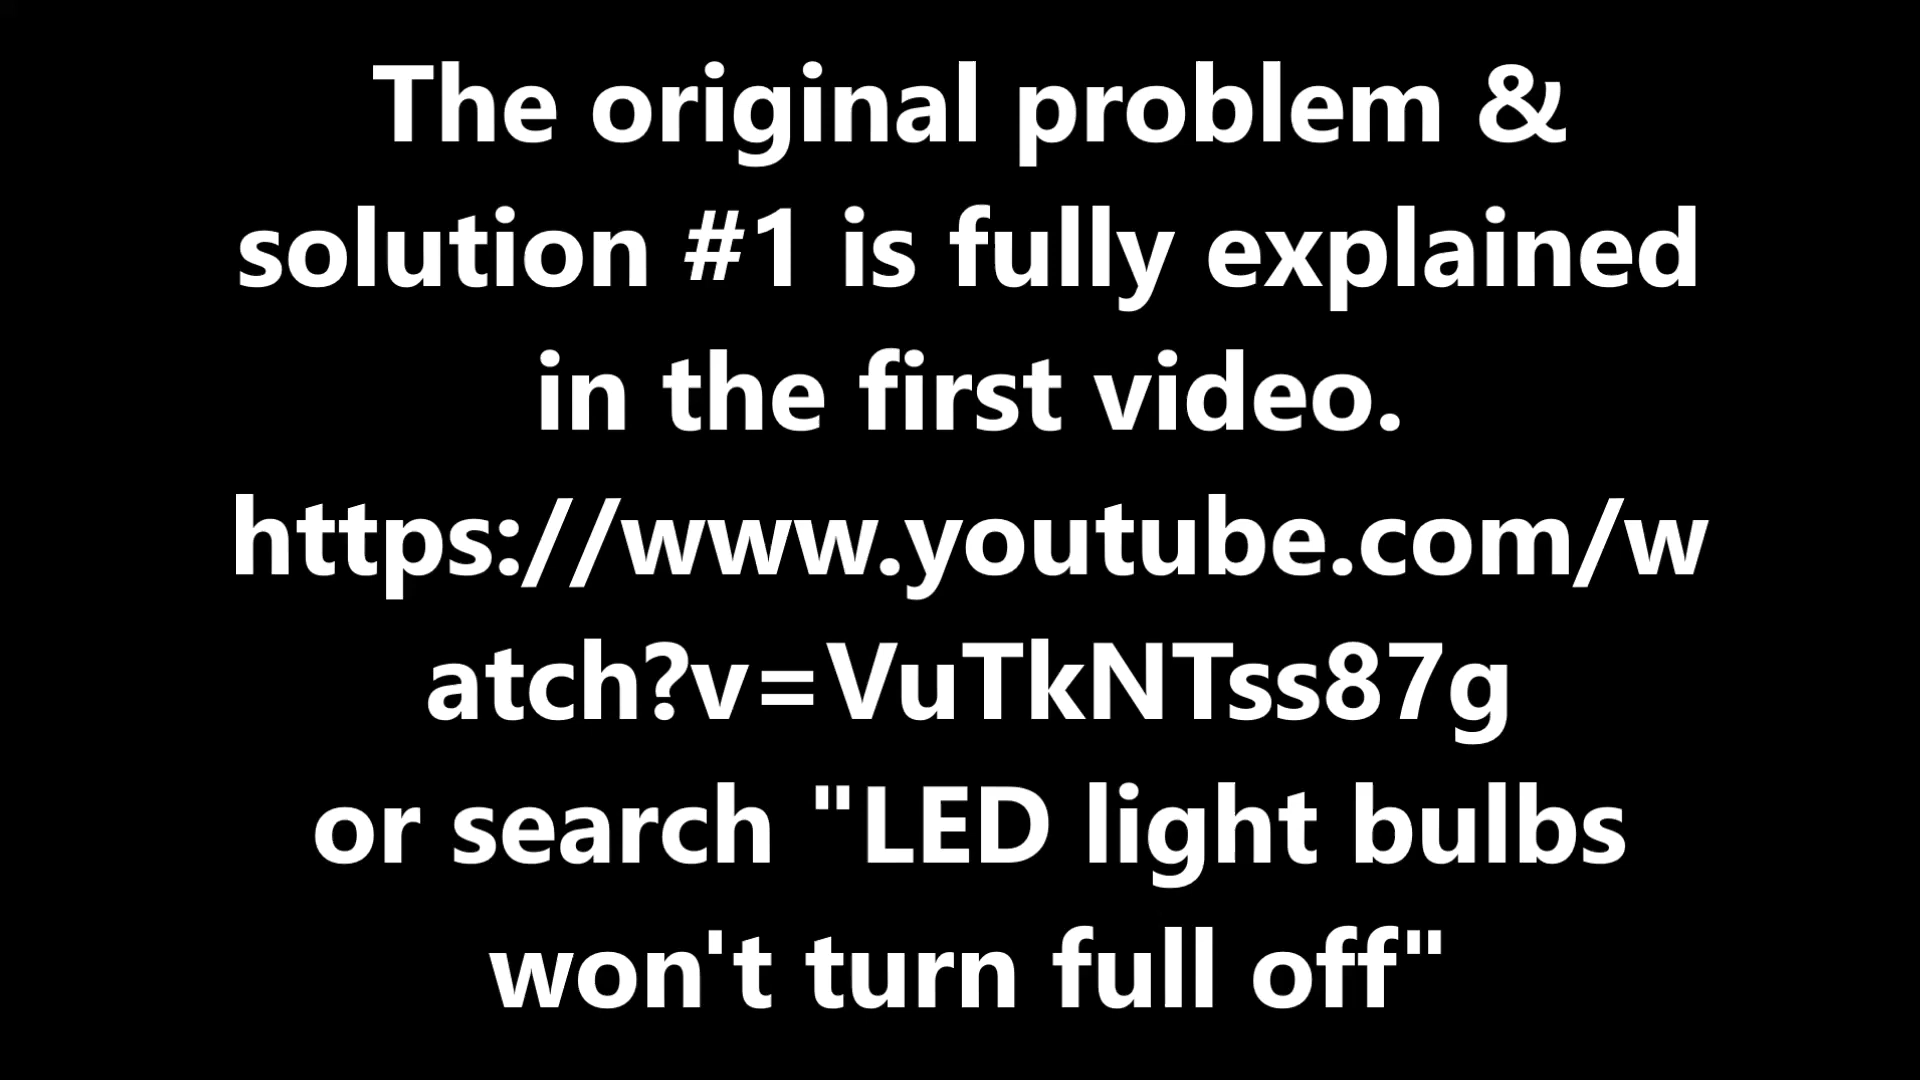 The original problem &
solution #1 is fully explained
in the first video.
https://www.youtube.com/w
atch?v=VuTkNTss87g
or search "LED light bulbs
won't turn full off"